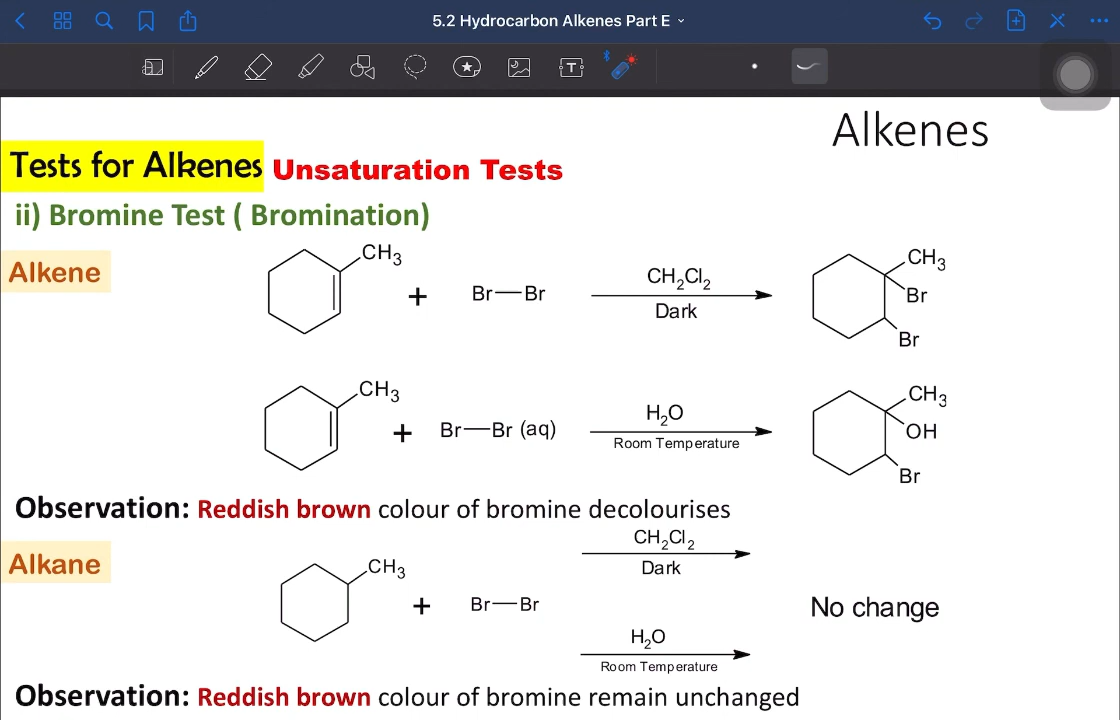 5.2 Hydrocarbon Alkenes Part E
Alkenes
Tests for Alkenes Unsaturation Tests
ii) Bromine Test ( Bromination)
Alkene
CH3 + Br—Br CH2Cl2 Dark CH3 Br Br
CH3 + Br—Br (aq) H2O Room Temperature CH3 OH Br
Observation: Reddish brown colour of bromine decolourises
Alkane
CH3 + Br—Br CH2Cl2 Dark No change
H2O Room Temperature
Observation: Reddish brown colour of bromine remain unchanged